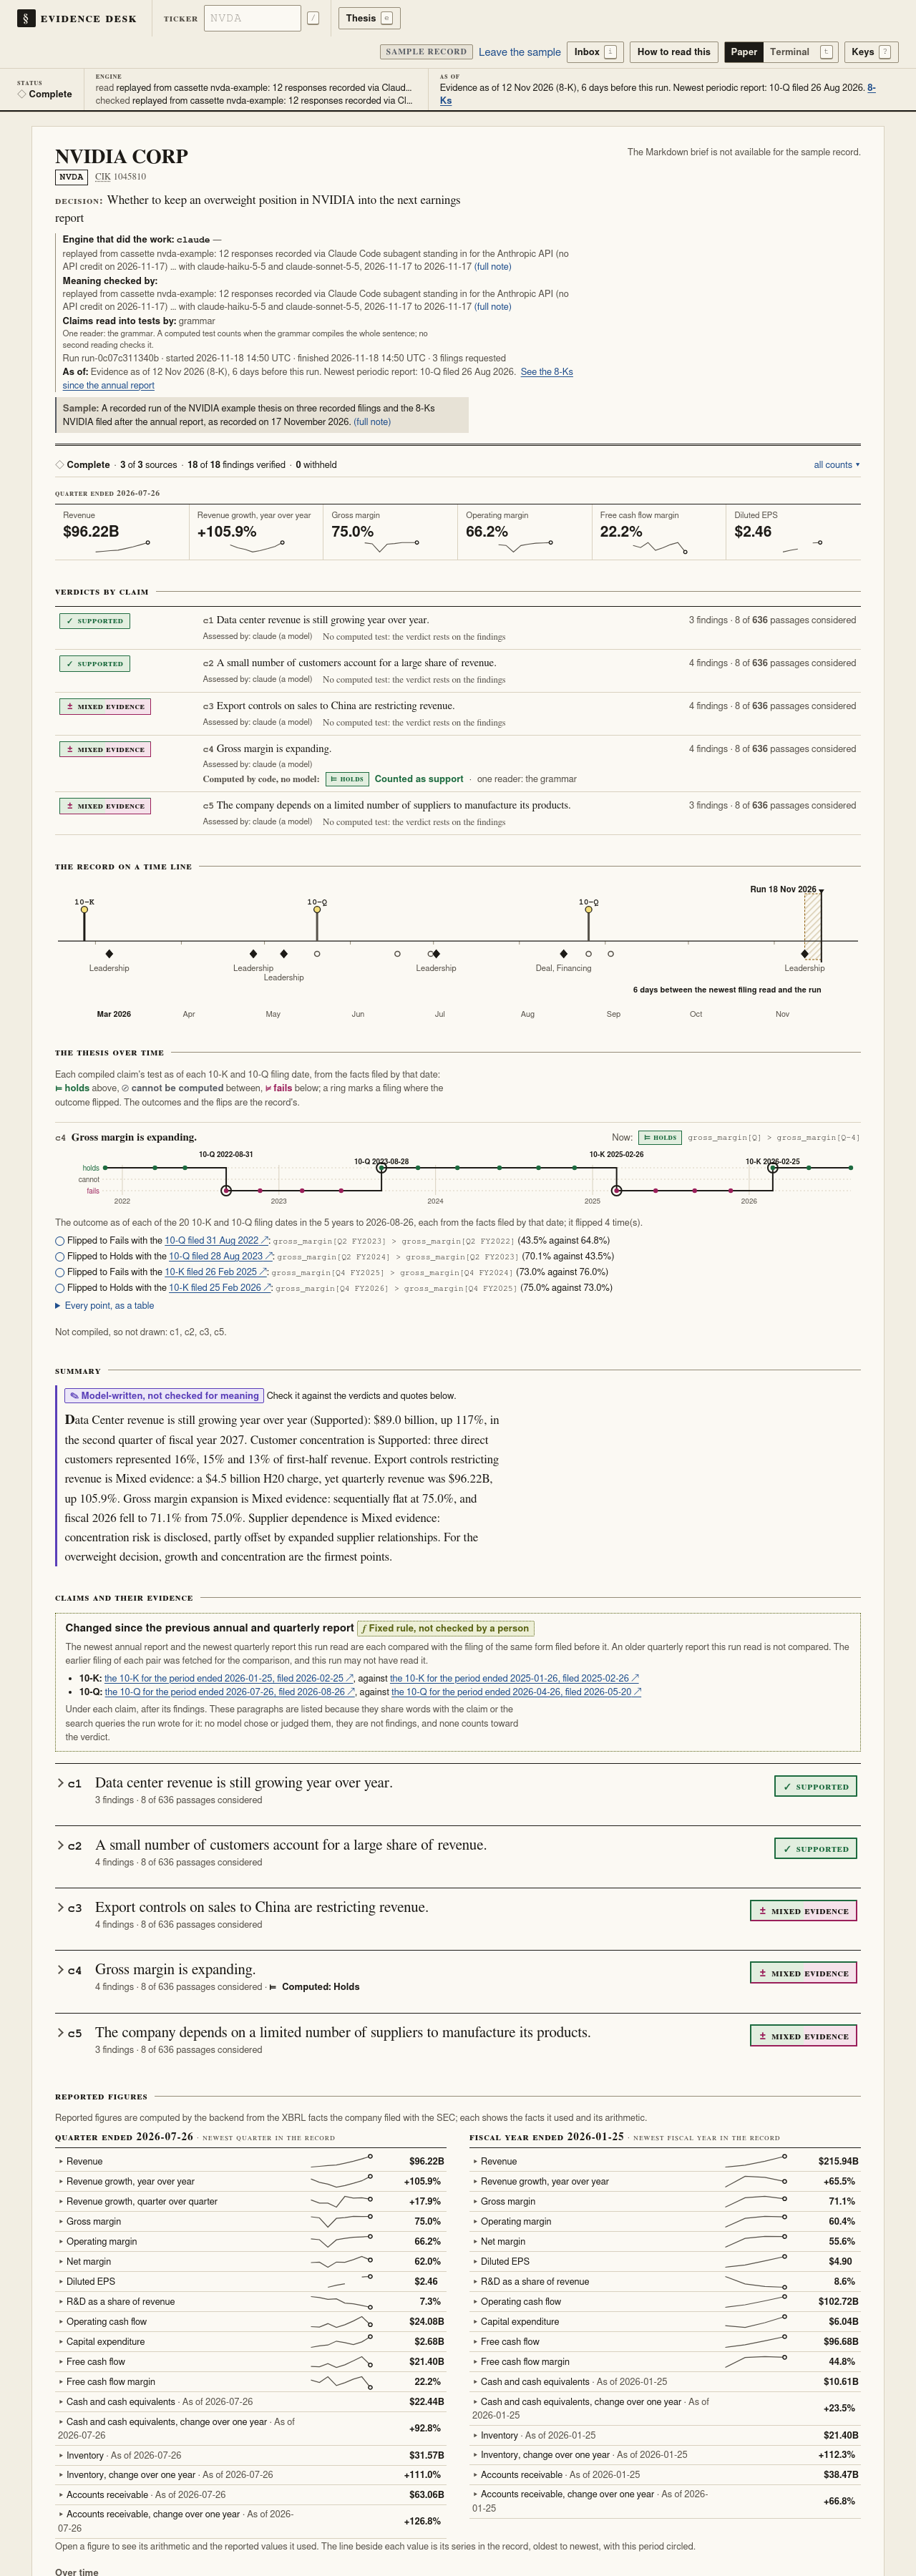 § EVIDENCE DESK
TICKER NVDA /
Thesis e
SAMPLE RECORD Leave the sample Inbox i How to read this Paper Terminal t Keys ?
STATUS
◇ Complete
ENGINE
read replayed from cassette nvda-example: 12 responses recorded via Claud...
checked replayed from cassette nvda-example: 12 responses recorded via Cl...
AS OF
Evidence as of 12 Nov 2026 (8-K), 6 days before this run. Newest periodic report: 10-Q filed 26 Aug 2026. 8-
Ks
NVIDIA CORP
The Markdown brief is not available for the sample record.
NVDA CIK 1045810
DECISION: Whether to keep an overweight position in NVIDIA into the next earnings
report
Engine that did the work: claude —
replayed from cassette nvda-example: 12 responses recorded via Claude Code subagent standing in for the Anthropic API (no
API credit on 2026-11-17) ... with claude-haiku-5-5 and claude-sonnet-5-5, 2026-11-17 to 2026-11-17 (full note)
Meaning checked by:
replayed from cassette nvda-example: 12 responses recorded via Claude Code subagent standing in for the Anthropic API (no
API credit on 2026-11-17) ... with claude-haiku-5-5 and claude-sonnet-5-5, 2026-11-17 to 2026-11-17 (full note)
Claims read into tests by: grammar
One reader: the grammar. A computed test counts when the grammar compiles the whole sentence; no
second reading checks it.
Run run-0c07c311340b · started 2026-11-18 14:50 UTC · finished 2026-11-18 14:50 UTC · 3 filings requested
As of: Evidence as of 12 Nov 2026 (8-K), 6 days before this run. Newest periodic report: 10-Q filed 26 Aug 2026. See the 8-Ks
since the annual report
Sample: A recorded run of the NVIDIA example thesis on three recorded filings and the 8-Ks
NVIDIA filed after the annual report, as recorded on 17 November 2026. (full note)
◇ Complete · 3 of 3 sources · 18 of 18 findings verified · 0 withheld
all counts ▾
QUARTER ENDED 2026-07-26
Revenue
$96.22B
Revenue growth, year over year
+105.9%
Gross margin
75.0%
Operating margin
66.2%
Free cash flow margin
22.2%
Diluted EPS
$2.46
VERDICTS BY CLAIM
✓ SUPPORTED c1 Data center revenue is still growing year over year. 3 findings · 8 of 636 passages considered
Assessed by: claude (a model) No computed test: the verdict rests on the findings
✓ SUPPORTED c2 A small number of customers account for a large share of revenue. 4 findings · 8 of 636 passages considered
Assessed by: claude (a model) No computed test: the verdict rests on the findings
± MIXED EVIDENCE c3 Export controls on sales to China are restricting revenue. 4 findings · 8 of 636 passages considered
Assessed by: claude (a model) No computed test: the verdict rests on the findings
± MIXED EVIDENCE c4 Gross margin is expanding. 4 findings · 8 of 636 passages considered
Assessed by: claude (a model)
Computed by code, no model: ⊨ HOLDS Counted as support · one reader: the grammar
± MIXED EVIDENCE c5 The company depends on a limited number of suppliers to manufacture its products. 3 findings · 8 of 636 passages considered
Assessed by: claude (a model) No computed test: the verdict rests on the findings
THE RECORD ON A TIME LINE
Run 18 Nov 2026
10-K 10-Q 10-Q
Leadership Leadership Leadership Deal, Financing Leadership
Leadership
6 days between the newest filing read and the run
Mar 2026 Apr May Jun Jul Aug Sep Oct Nov
THE THESIS OVER TIME
Each compiled claim's test as of each 10-K and 10-Q filing date, from the facts filed by that date:
⊨ holds above, ⊘ cannot be computed between, ⊭ fails below; a ring marks a filing where the
outcome flipped. The outcomes and the flips are the record's.
c4 Gross margin is expanding.
Now: ⊨ HOLDS gross_margin[Q] > gross_margin[Q-4]
10-Q 2022-08-31 10-Q 2023-08-28 10-K 2025-02-26 10-K 2026-02-25
holds
cannot
fails
2022 2023 2024 2025 2026
The outcome as of each of the 20 10-K and 10-Q filing dates in the 5 years to 2026-08-26, each from the facts filed by that date; it flipped 4 time(s).
Flipped to Fails with the 10-Q filed 31 Aug 2022 ↗: gross_margin[Q2 FY2023] > gross_margin[Q2 FY2022] (43.5% against 64.8%)
Flipped to Holds with the 10-Q filed 28 Aug 2023 ↗: gross_margin[Q2 FY2024] > gross_margin[Q2 FY2023] (70.1% against 43.5%)
Flipped to Fails with the 10-K filed 26 Feb 2025 ↗: gross_margin[Q4 FY2025] > gross_margin[Q4 FY2024] (73.0% against 76.0%)
Flipped to Holds with the 10-K filed 25 Feb 2026 ↗: gross_margin[Q4 FY2026] > gross_margin[Q4 FY2025] (75.0% against 73.0%)
▶ Every point, as a table
Not compiled, so not drawn: c1, c2, c3, c5.
SUMMARY
✎ Model-written, not checked for meaning Check it against the verdicts and quotes below.
Data Center revenue is still growing year over year (Supported): $89.0 billion, up 117%, in
the second quarter of fiscal year 2027. Customer concentration is Supported: three direct
customers represented 16%, 15% and 13% of first-half revenue. Export controls restricting
revenue is Mixed evidence: a $4.5 billion H20 charge, yet quarterly revenue was $96.22B,
up 105.9%. Gross margin expansion is Mixed evidence: sequentially flat at 75.0%, and
fiscal 2026 fell to 71.1% from 75.0%. Supplier dependence is Mixed evidence:
concentration risk is disclosed, partly offset by expanded supplier relationships. For the
overweight decision, growth and concentration are the firmest points.
CLAIMS AND THEIR EVIDENCE
Changed since the previous annual and quarterly report ƒ Fixed rule, not checked by a person
The newest annual report and the newest quarterly report this run read are each compared with the filing of the same form filed before it. An older quarterly report this run read is not compared. The
earlier filing of each pair was fetched for the comparison, and this run may not have read it.
• 10-K: the 10-K for the period ended 2026-01-25, filed 2026-02-25 ↗, against the 10-K for the period ended 2025-01-26, filed 2025-02-26 ↗
• 10-Q: the 10-Q for the period ended 2026-07-26, filed 2026-08-26 ↗, against the 10-Q for the period ended 2026-04-26, filed 2026-05-20 ↗
Under each claim, after its findings. These paragraphs are listed because they share words with the claim or the
search queries the run wrote for it: no model chose or judged them, they are not findings, and none counts toward
the verdict.
c1 Data center revenue is still growing year over year. ✓ SUPPORTED
3 findings · 8 of 636 passages considered
c2 A small number of customers account for a large share of revenue. ✓ SUPPORTED
4 findings · 8 of 636 passages considered
c3 Export controls on sales to China are restricting revenue. ± MIXED EVIDENCE
4 findings · 8 of 636 passages considered
c4 Gross margin is expanding. ± MIXED EVIDENCE
4 findings · 8 of 636 passages considered · ⊨ Computed: Holds
c5 The company depends on a limited number of suppliers to manufacture its products. ± MIXED EVIDENCE
3 findings · 8 of 636 passages considered
REPORTED FIGURES
Reported figures are computed by the backend from the XBRL facts the company filed with the SEC; each shows the facts it used and its arithmetic.
QUARTER ENDED 2026-07-26 · NEWEST QUARTER IN THE RECORD
▸ Revenue $96.22B
▸ Revenue growth, year over year +105.9%
▸ Revenue growth, quarter over quarter +17.9%
▸ Gross margin 75.0%
▸ Operating margin 66.2%
▸ Net margin 62.0%
▸ Diluted EPS $2.46
▸ R&D as a share of revenue 7.3%
▸ Operating cash flow $24.08B
▸ Capital expenditure $2.68B
▸ Free cash flow $21.40B
▸ Free cash flow margin 22.2%
▸ Cash and cash equivalents · As of 2026-07-26 $22.44B
▸ Cash and cash equivalents, change over one year · As of
2026-07-26 +92.8%
▸ Inventory · As of 2026-07-26 $31.57B
▸ Inventory, change over one year · As of 2026-07-26 +111.0%
▸ Accounts receivable · As of 2026-07-26 $63.06B
▸ Accounts receivable, change over one year · As of 2026-
07-26 +126.8%
FISCAL YEAR ENDED 2026-01-25 · NEWEST FISCAL YEAR IN THE RECORD
▸ Revenue $215.94B
▸ Revenue growth, year over year +65.5%
▸ Gross margin 71.1%
▸ Operating margin 60.4%
▸ Net margin 55.6%
▸ Diluted EPS $4.90
▸ R&D as a share of revenue 8.6%
▸ Operating cash flow $102.72B
▸ Capital expenditure $6.04B
▸ Free cash flow $96.68B
▸ Free cash flow margin 44.8%
▸ Cash and cash equivalents · As of 2026-01-25 $10.61B
▸ Cash and cash equivalents, change over one year · As of
2026-01-25 +23.5%
▸ Inventory · As of 2026-01-25 $21.40B
▸ Inventory, change over one year · As of 2026-01-25 +112.3%
▸ Accounts receivable · As of 2026-01-25 $38.47B
▸ Accounts receivable, change over one year · As of 2026-
01-25 +66.8%
Open a figure to see its arithmetic and the reported values it used. The line beside each value is its series in the record, oldest to newest, with this period circled.
Over time